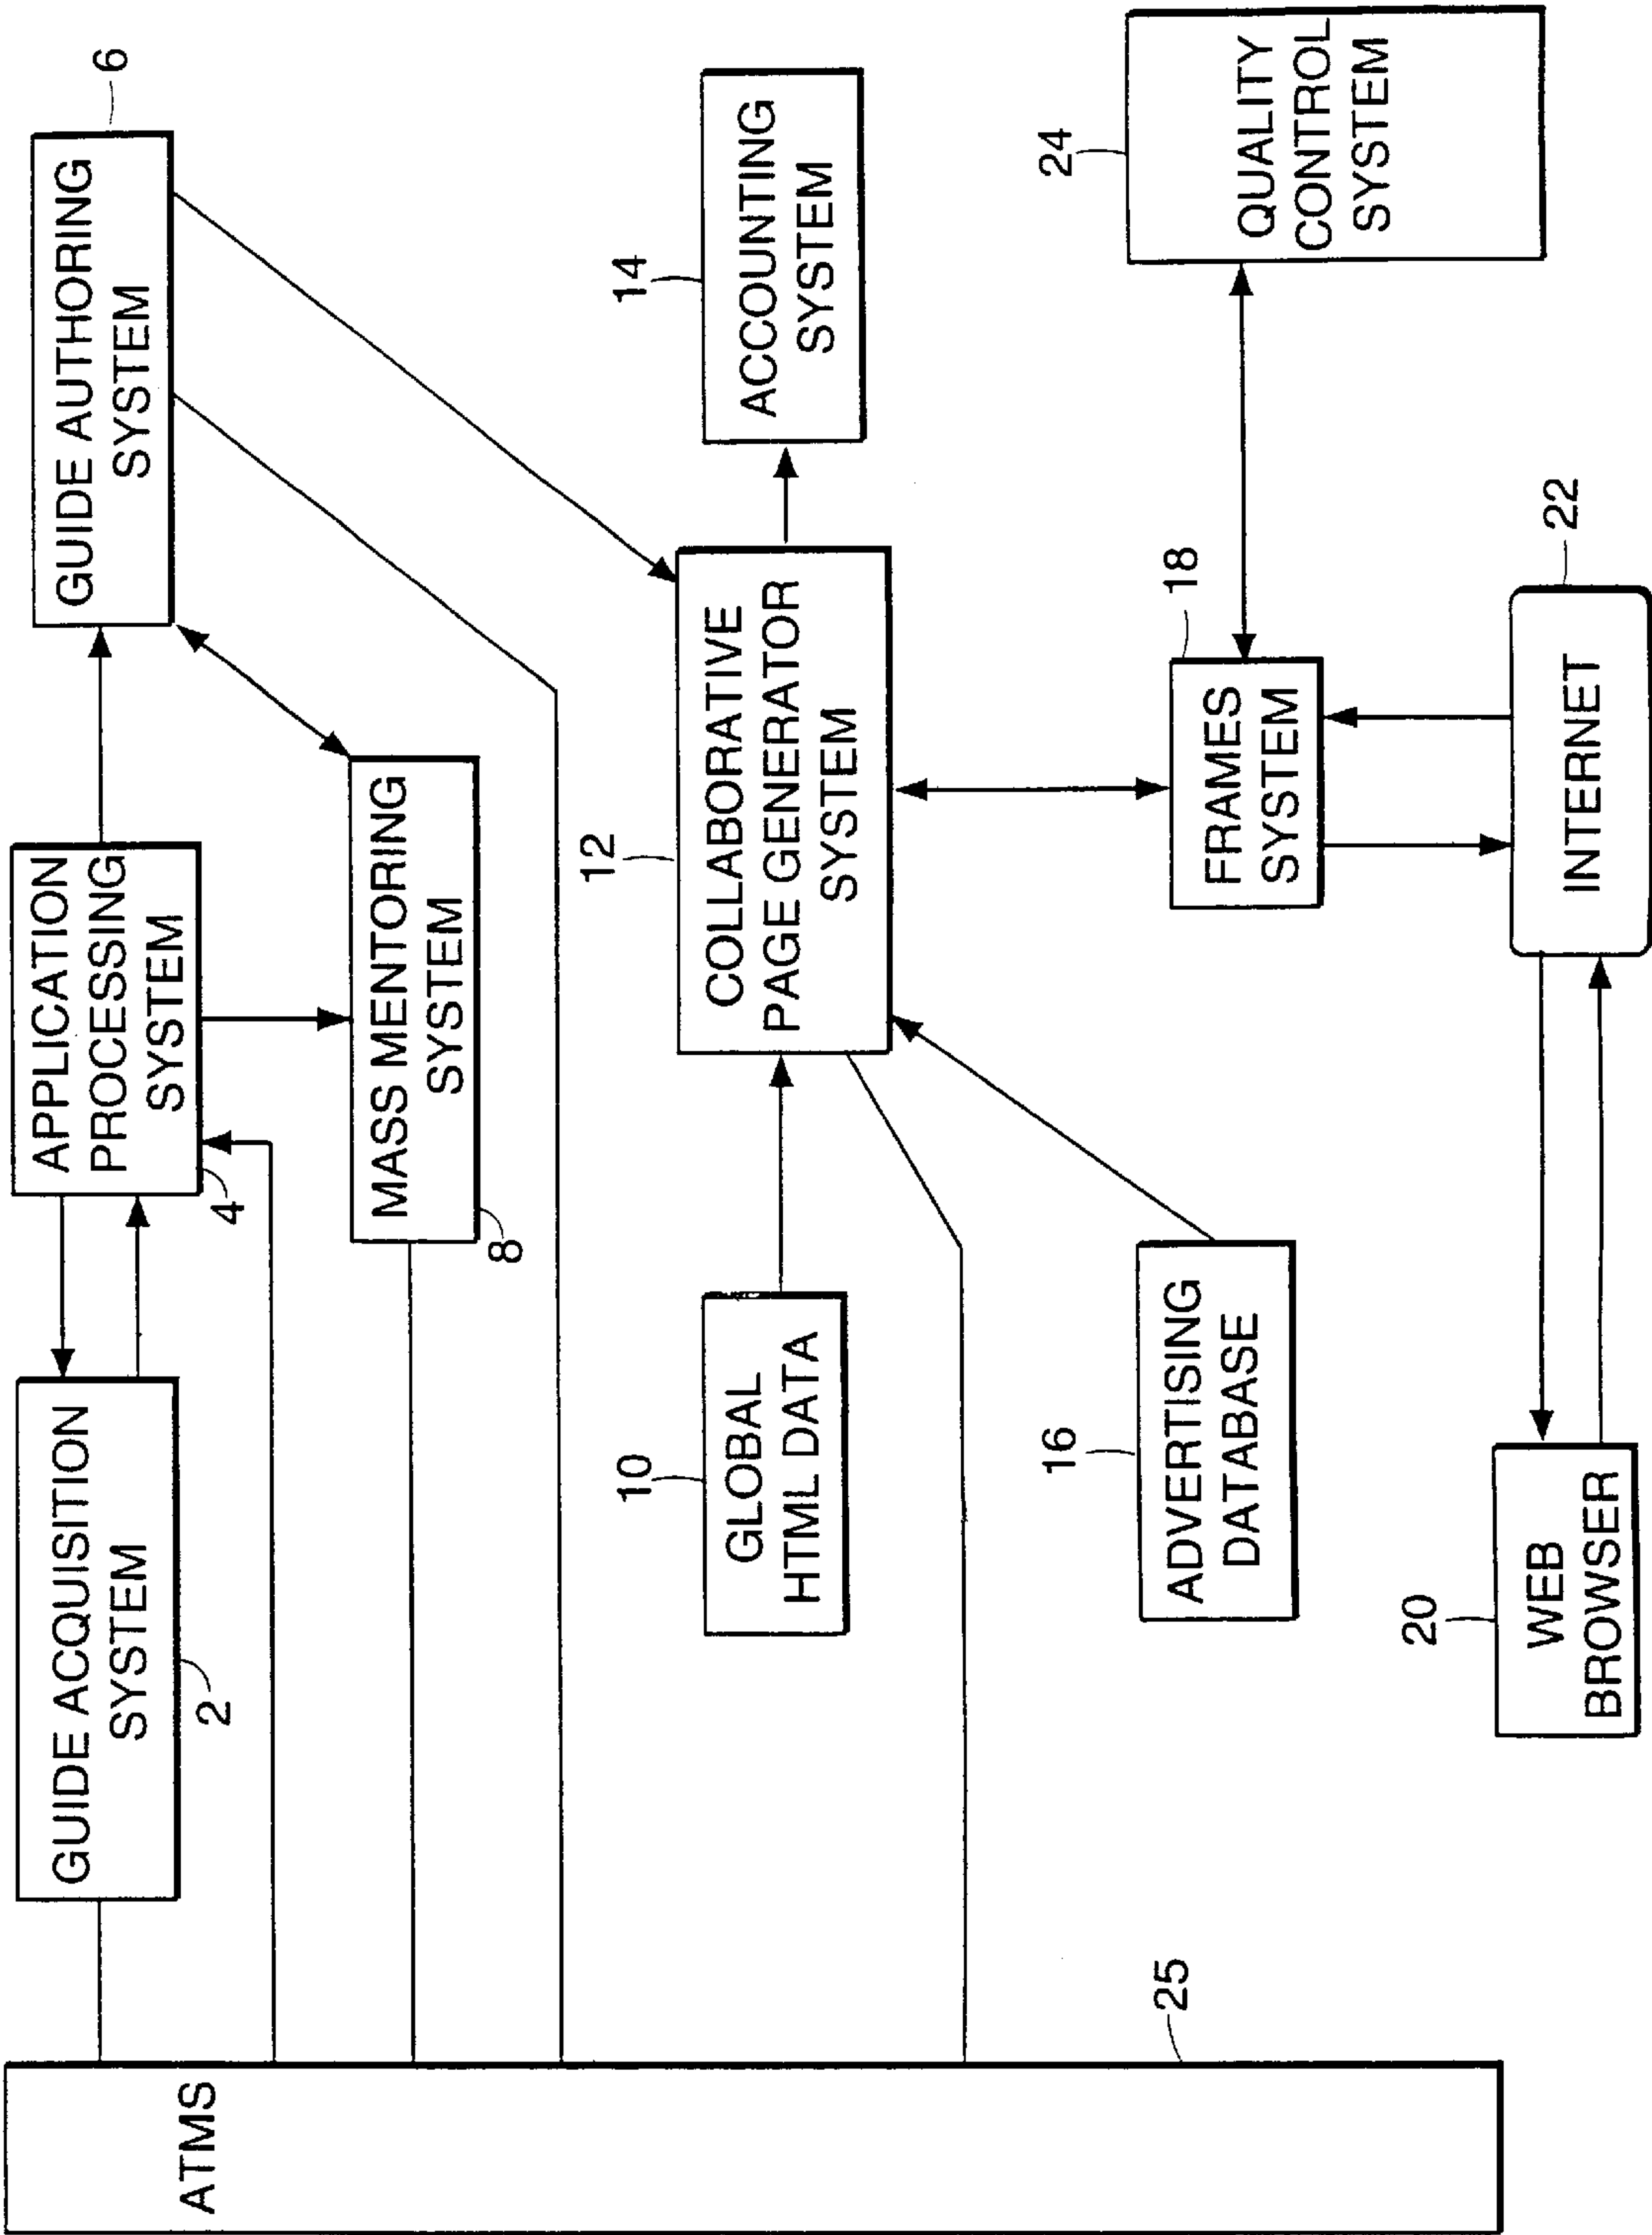 ATMS
25
GUIDE ACQUISITION
SYSTEM
2
APPLICATION
PROCESSING
SYSTEM
4
GUIDE AUTHORING
SYSTEM
6
MASS MENTORING
SYSTEM
8
GLOBAL
HTML DATA
10
COLLABORATIVE
PAGE GENERATOR
SYSTEM
12
ACCOUNTING
SYSTEM
14
ADVERTISING
DATABASE
16
FRAMES
SYSTEM
18
QUALITY
CONTROL
SYSTEM
24
WEB
BROWSER
20
INTERNET
22